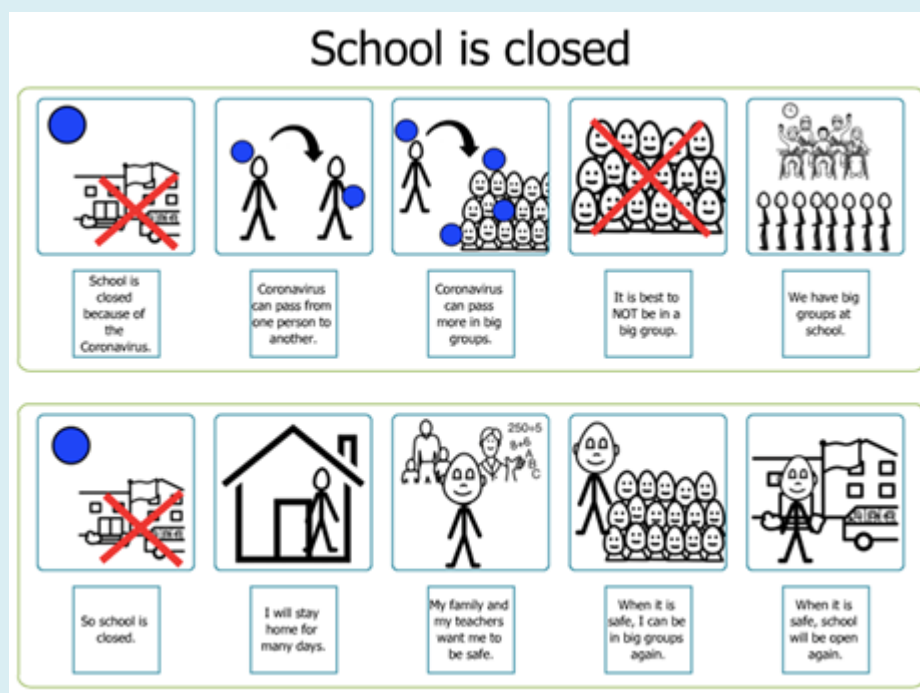 School is closed
School is
closed
because of
the
Coronavirus.
Coronavirus
can pass from
one person to
another.
Coronavirus
can pass
more in big
groups.
It is best to
NOT be in a
big group.
We have big
groups at
school.
250÷5
8+6
A
B
C
So school is
closed.
I will stay
home for
many days.
My family and
my teachers
want me to
be safe.
When it is
safe, I can be
in big groups
again.
When it is
safe, school
will be open
again.